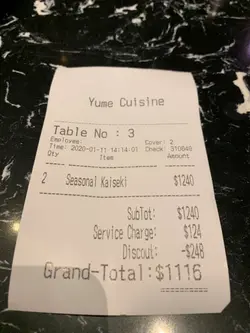 Yume Cuisine
Table No : 3
Employee: Cover: 2
Time: 2020-01-11 14:14:01 Check: 310840
Qty Item Amount
2 Seasonal Kaiseki $1240
SubTot: $1240
Service Charge: $124
Discout: -$248
Grand-Total:$1116